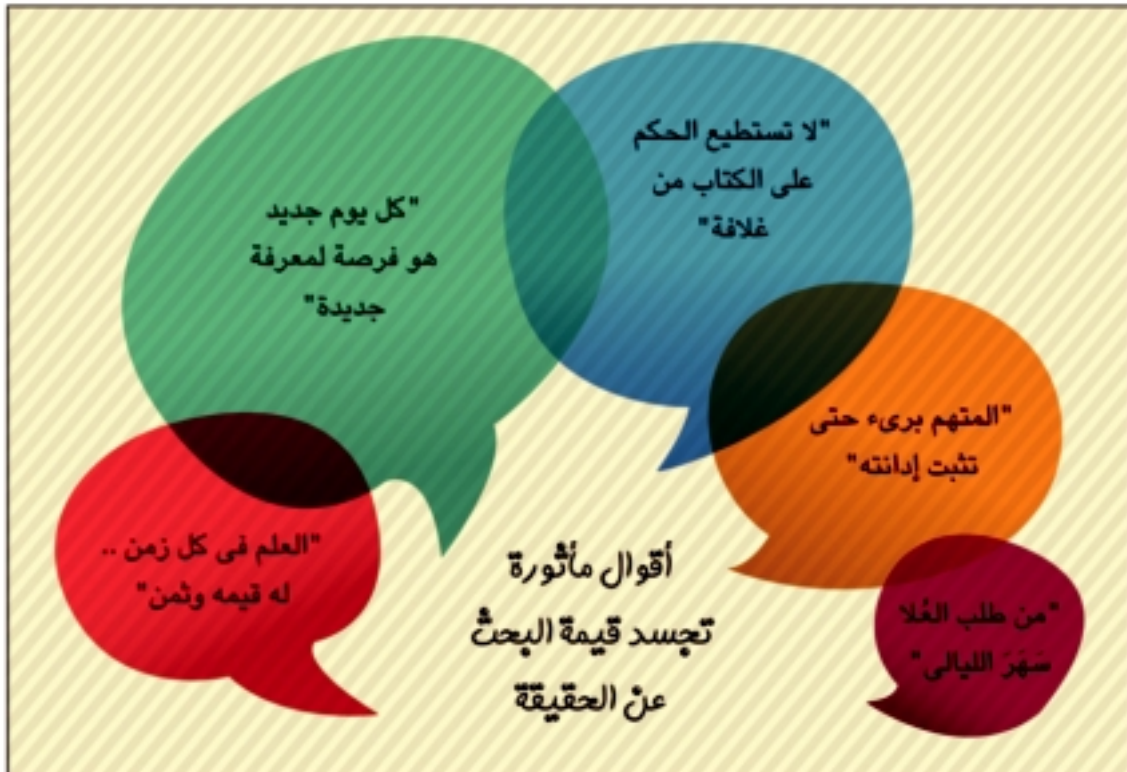 "لا تستطيع الحكم
على الكتاب من
غلافة"
"كل يوم جديد
هو فرصة لمعرفة
جديدة"
"المتهم برىء حتى
تثبت إدانته"
"العلم فى كل زمن ..
له قيمه وثمن"
"من طلب العُلا
سَهَرَ الليالى"
أقوال مأثورة
تجسد قيمة البحث
عن الحقيقة